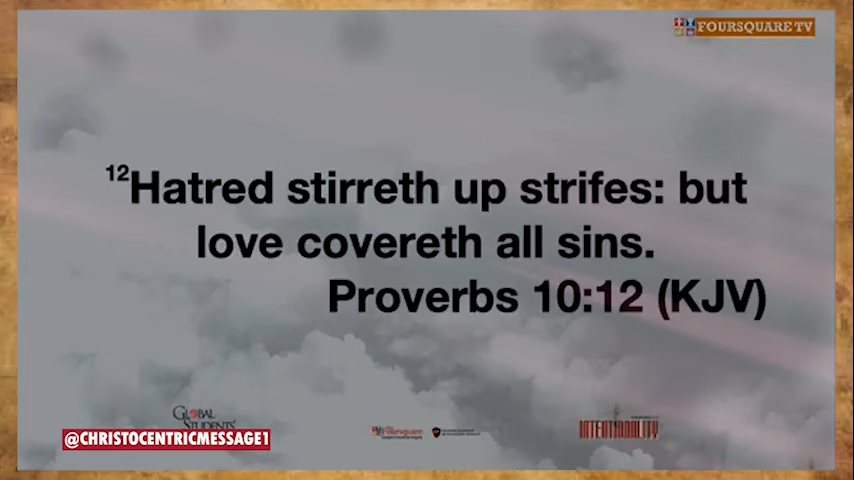 FOURSQUARE TV
12Hatred stirreth up strifes: but
love covereth all sins.
Proverbs 10:12 (KJV)
GLOBAL
STUDENTS'
@CHRISTOCENTRICMESSAGE1
Foursquare
INTENTIONALITY